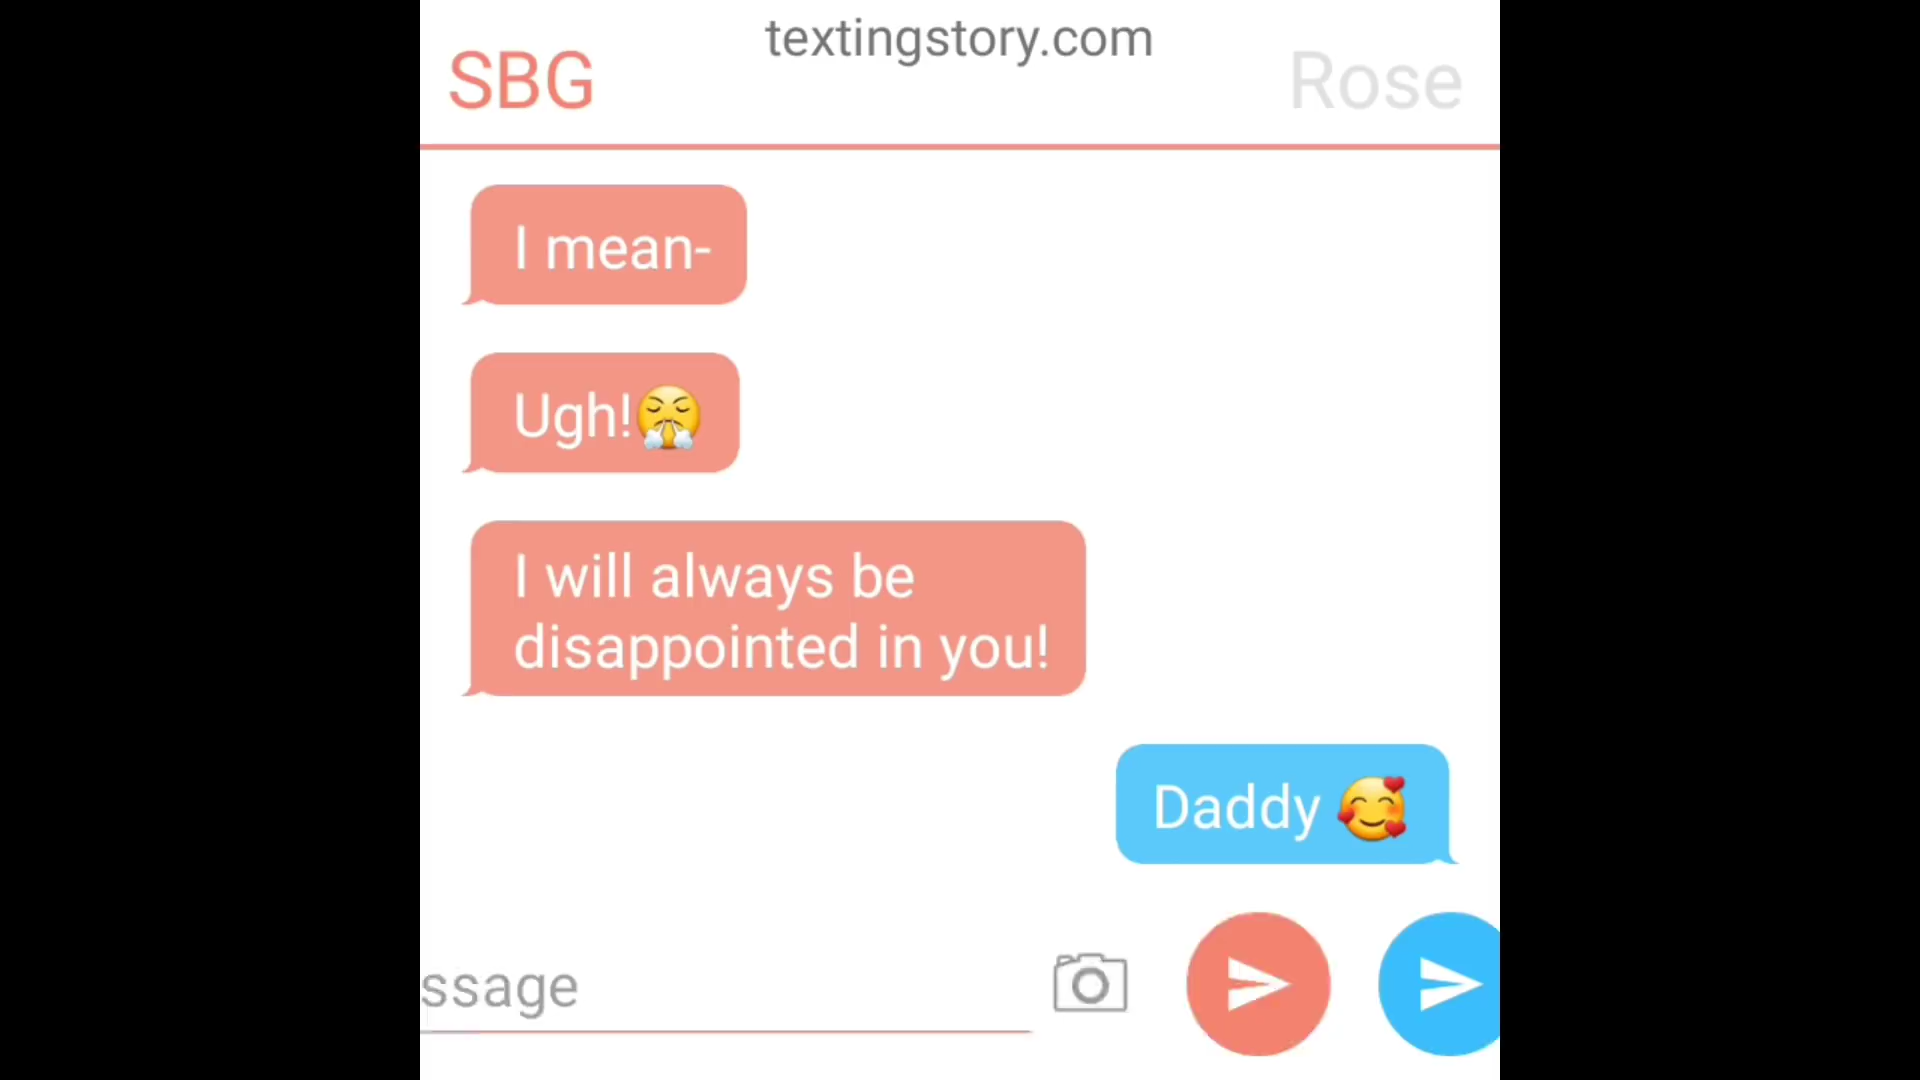 textingstory.com
SBG
Rose
I mean-
Ugh!😤
I will always be
disappointed in you!
Daddy 🥰
ssage